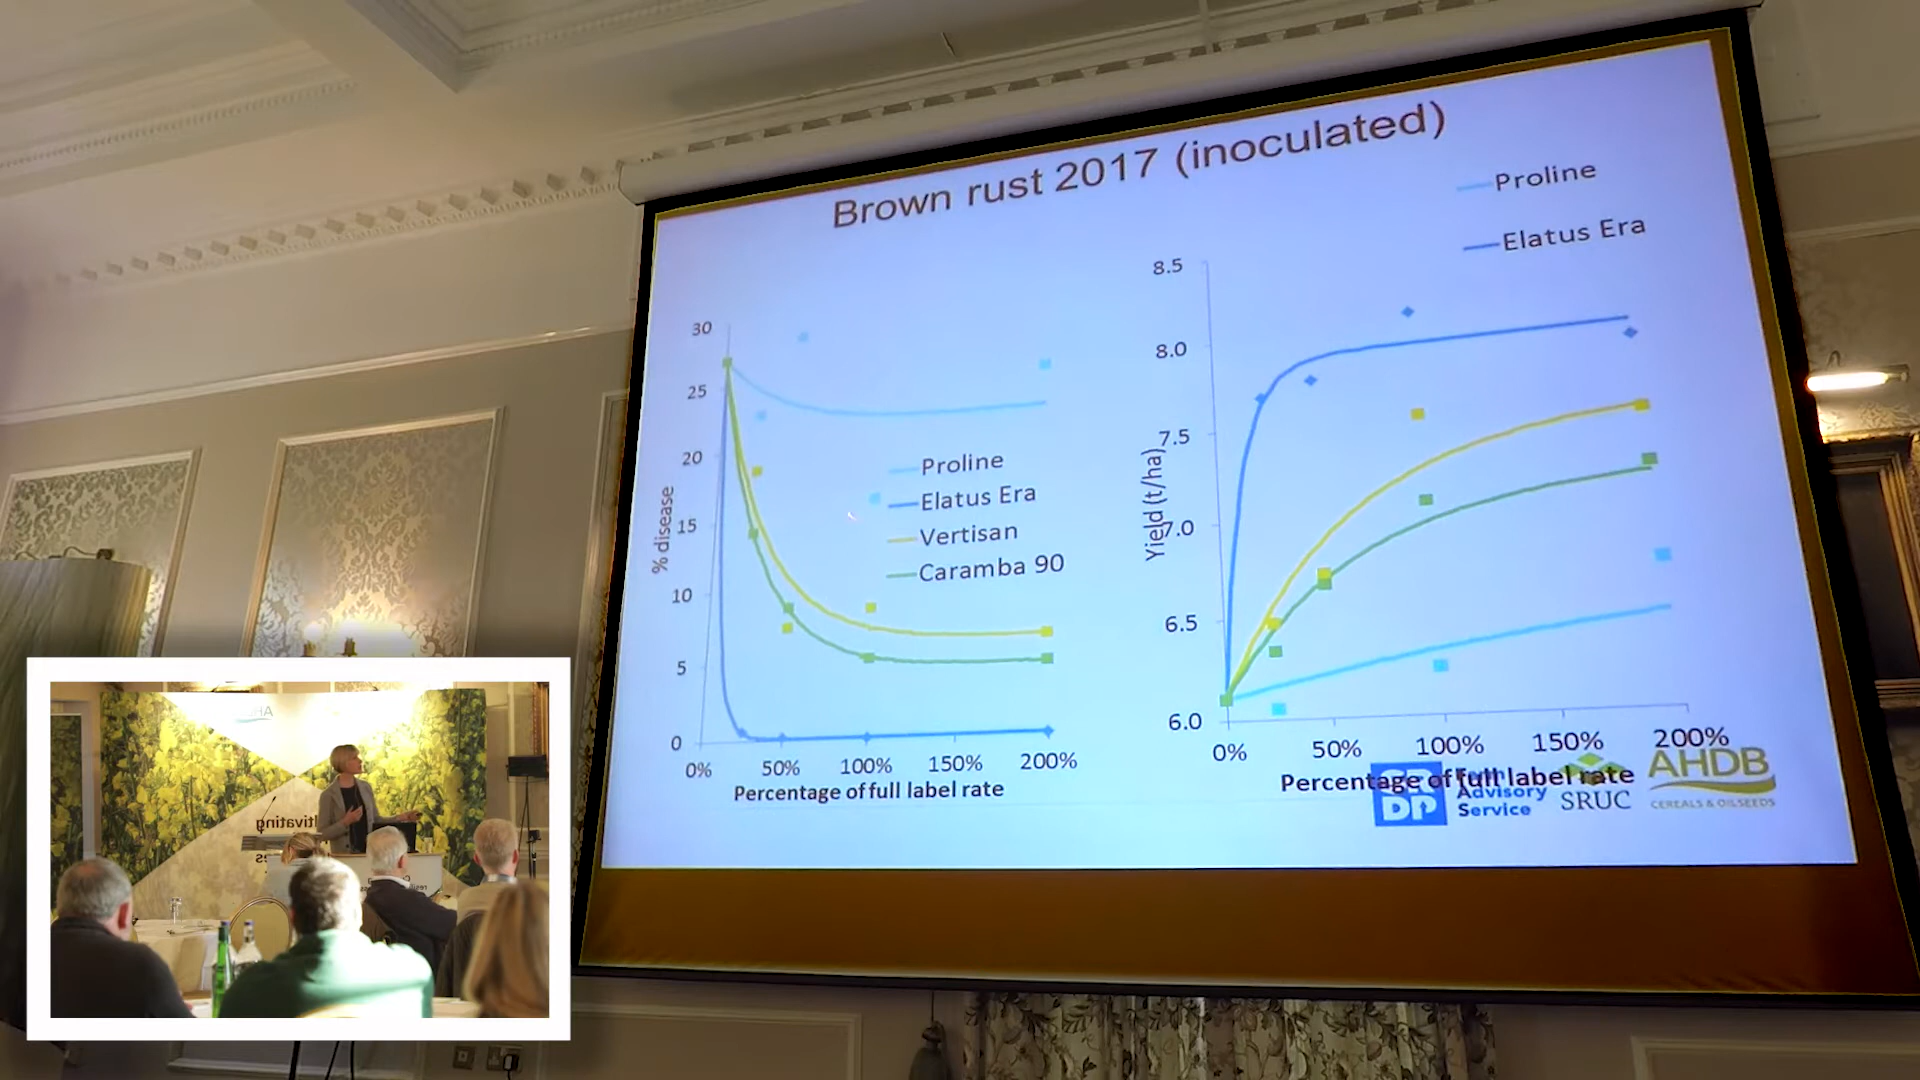 Brown rust 2017 (inoculated)
Proline
Elatus Era
30
25
20
15
10
5
0
% disease
Proline
Elatus Era
Vertisan
Caramba 90
0%
50%
100%
150%
200%
Percentage of full label rate
8.5
8.0
7.5
7.0
6.5
6.0
Yield (t/ha)
0%
50%
100%
150%
200%
Percentage of full label rate
Advisory
Service
SRUC
AHDB
CEREALS & OILSEEDS